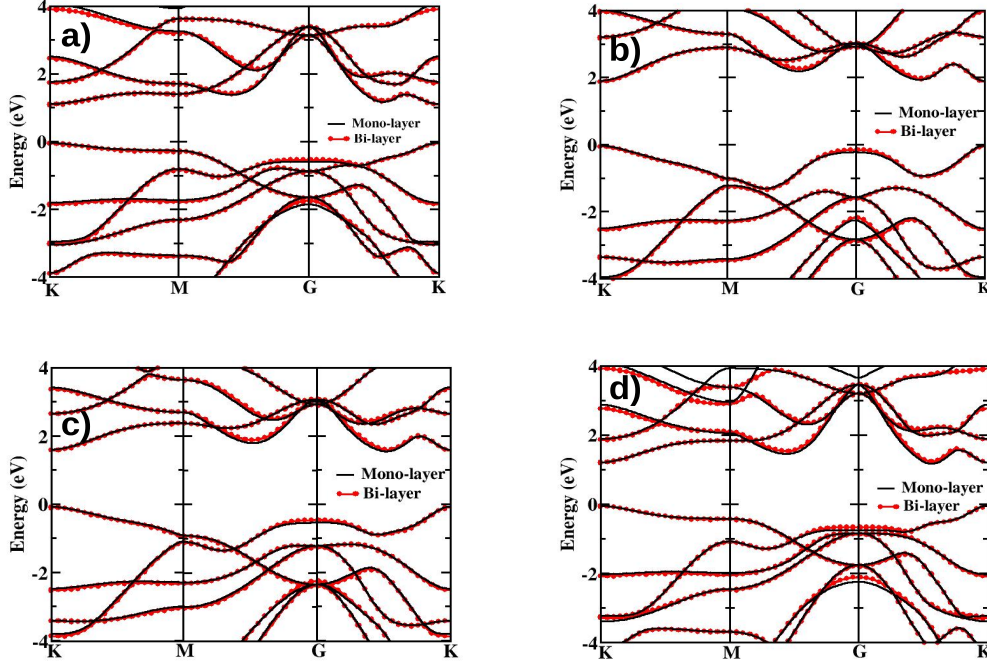 a)
4
2
0
-2
-4
Energy (eV)
Mono-layer
Bi-layer
K M G K
b)
4
2
0
-2
-4
Energy (eV)
Mono-layer
Bi-layer
K M G K
c)
4
2
0
-2
-4
Energy (eV)
Mono-layer
Bi-layer
K M G K
d)
4
2
0
-2
-4
Energy (eV)
Mono-layer
Bi-layer
K M G K